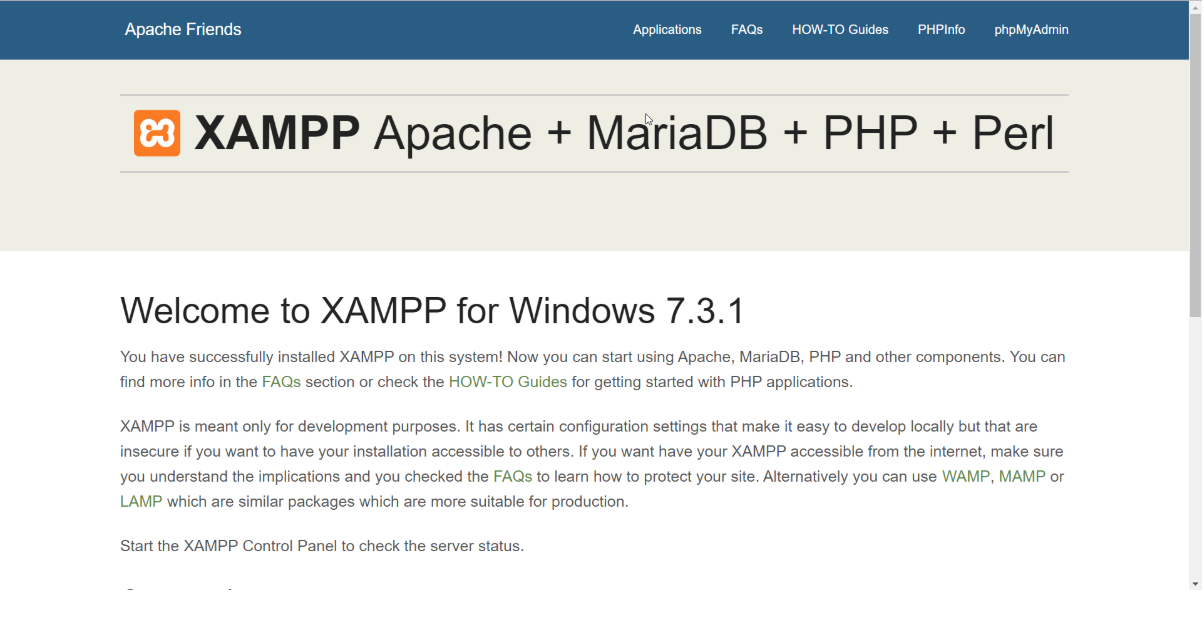 Apache Friends
Applications FAQs HOW-TO Guides PHPInfo phpMyAdmin
XAMPP Apache + MariaDB + PHP + Perl
Welcome to XAMPP for Windows 7.3.1
You have successfully installed XAMPP on this system! Now you can start using Apache, MariaDB, PHP and other components. You can
find more info in the FAQs section or check the HOW-TO Guides for getting started with PHP applications.
XAMPP is meant only for development purposes. It has certain configuration settings that make it easy to develop locally but that are
insecure if you want to have your installation accessible to others. If you want have your XAMPP accessible from the internet, make sure
you understand the implications and you checked the FAQs to learn how to protect your site. Alternatively you can use WAMP, MAMP or
LAMP which are similar packages which are more suitable for production.
Start the XAMPP Control Panel to check the server status.